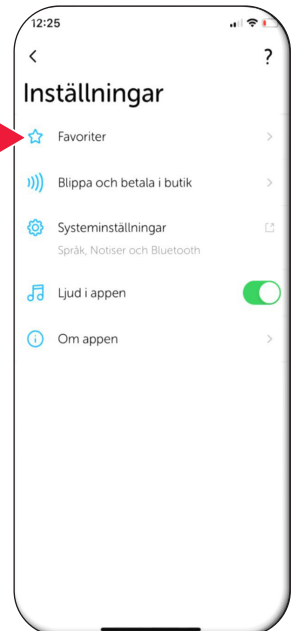 12:25
?
Inställningar
Favoriter
Blippa och betala i butik
Systeminställningar
Språk, Notiser och Bluetooth
Ljud i appen
Om appen